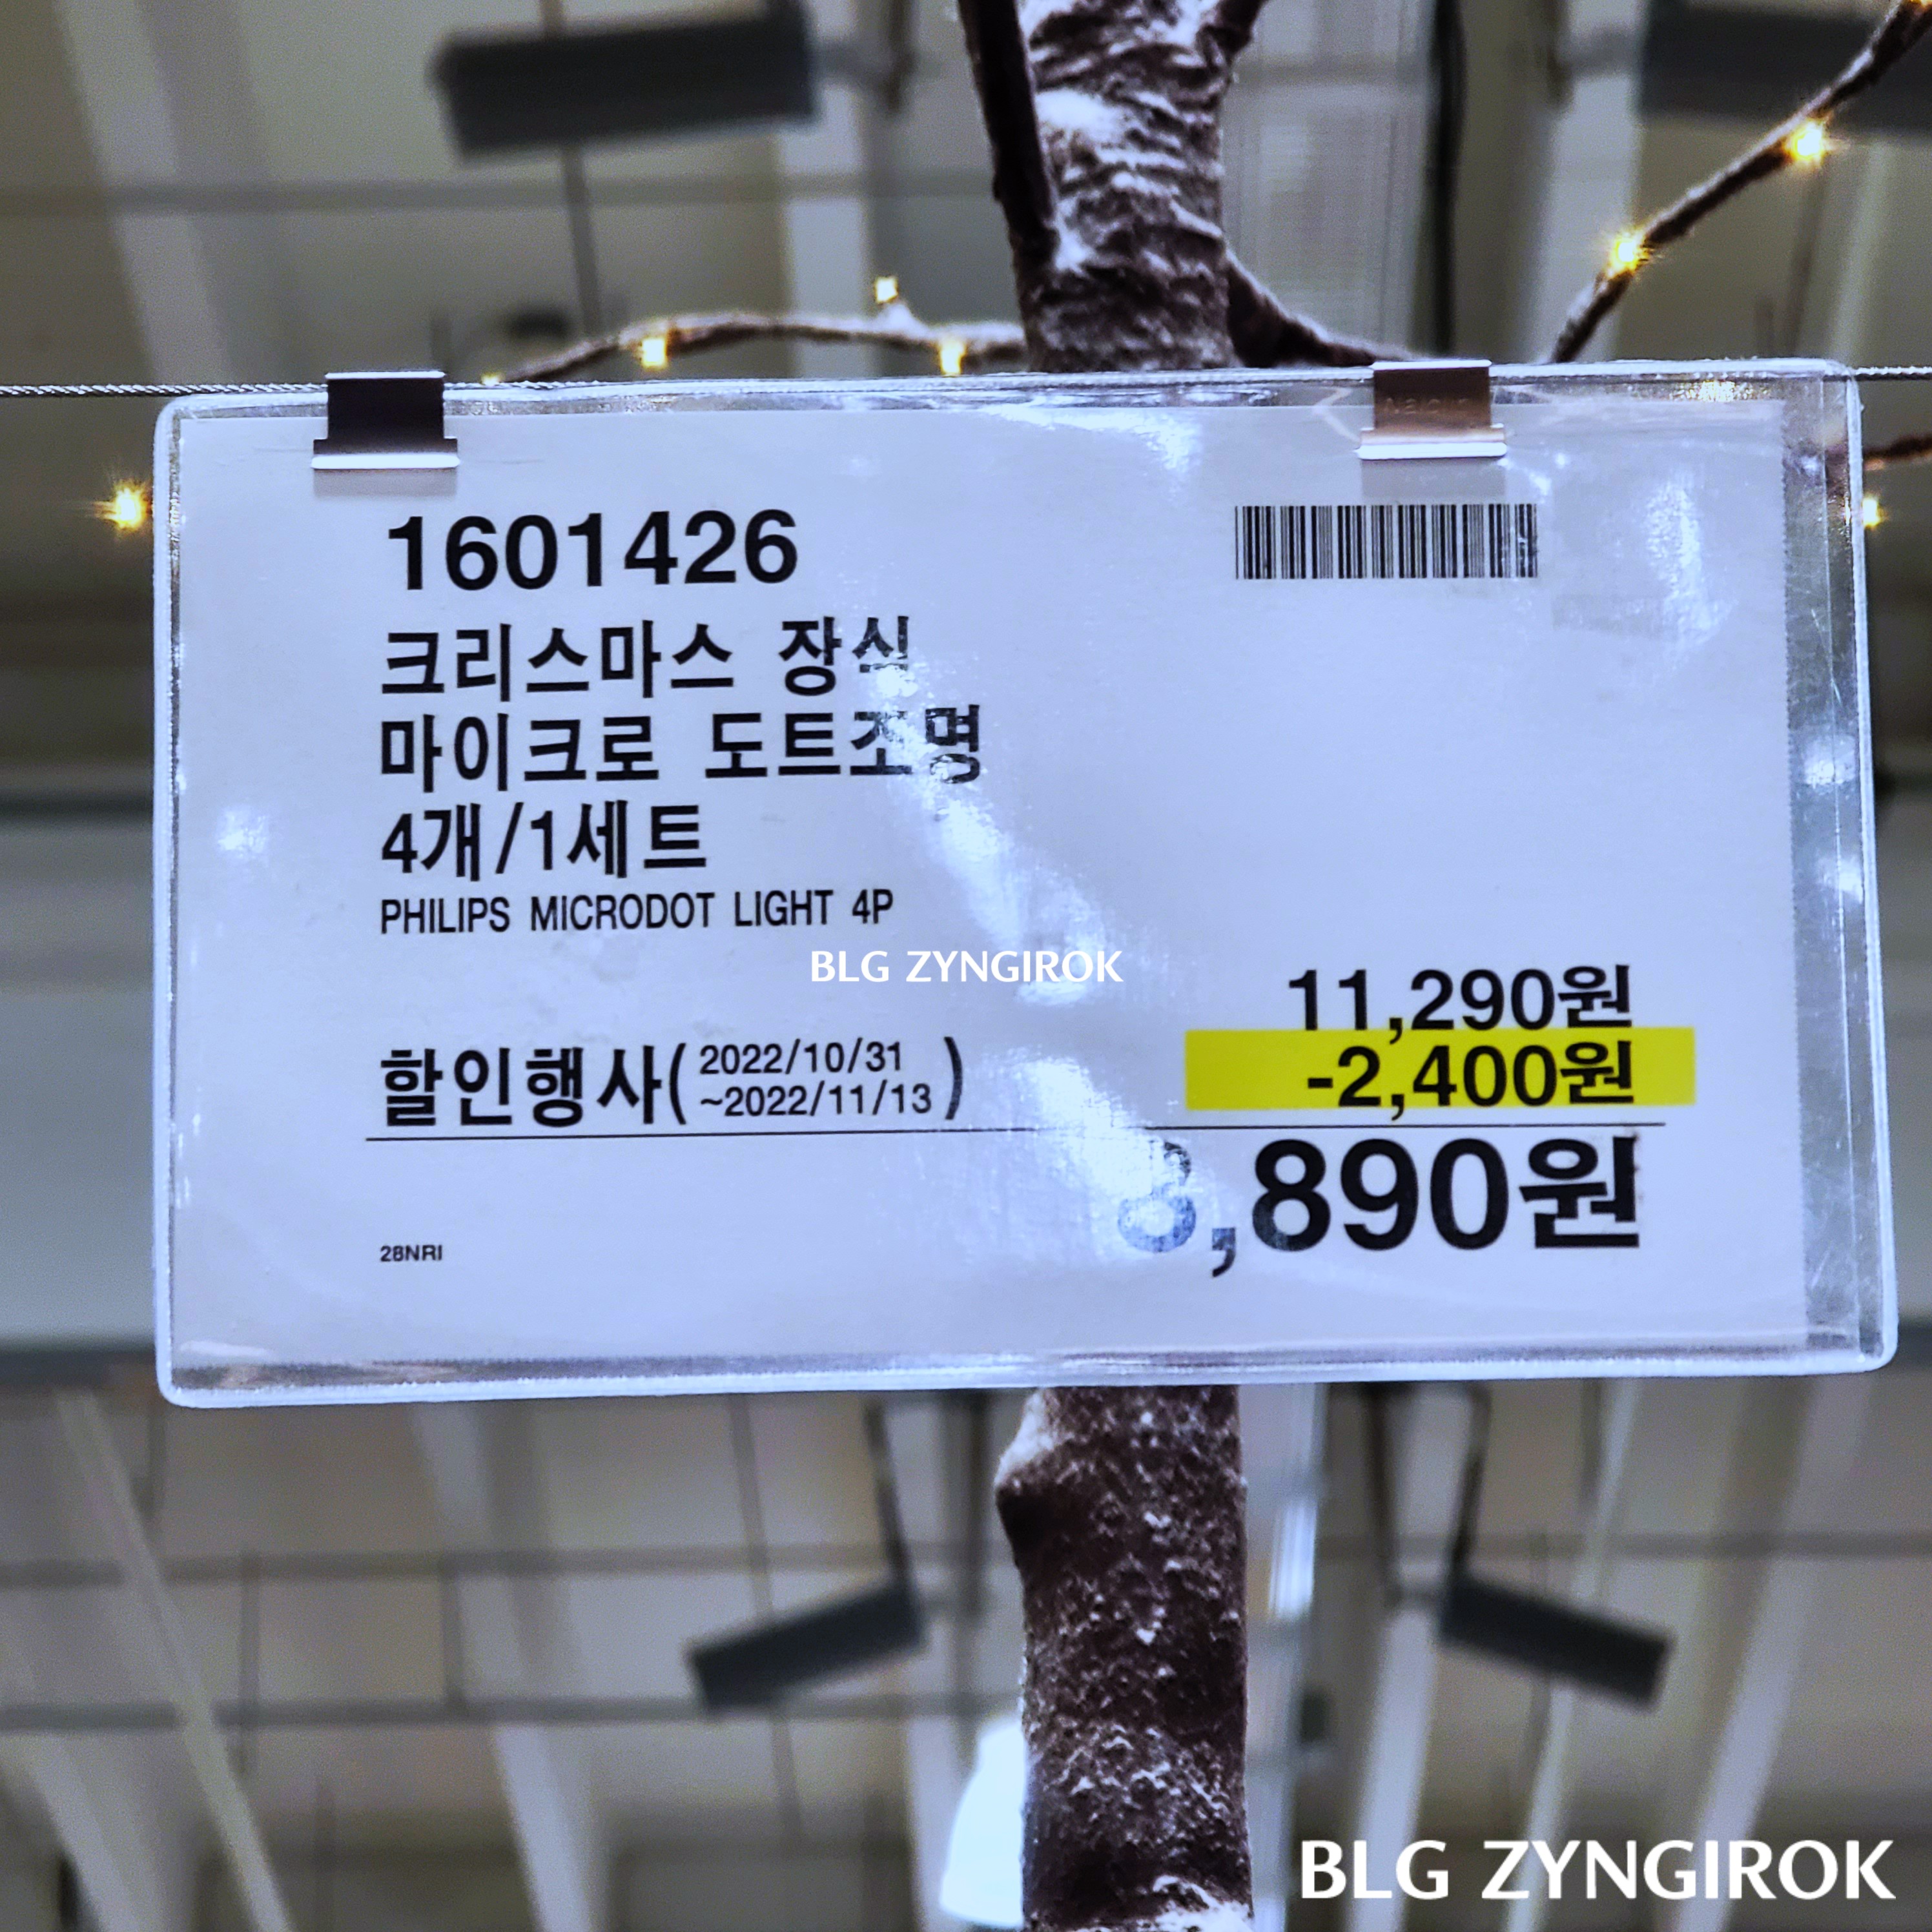 1601426
크리스마스 장식
마이크로 도트조명
4개/1세트
PHILIPS MICRODOT LIGHT 4P
BLG ZYNGIROK
11,290원
할인행사( 2022/10/31
~2022/11/13 )
-2,400원
8,890원
28NRI
BLG ZYNGIROK